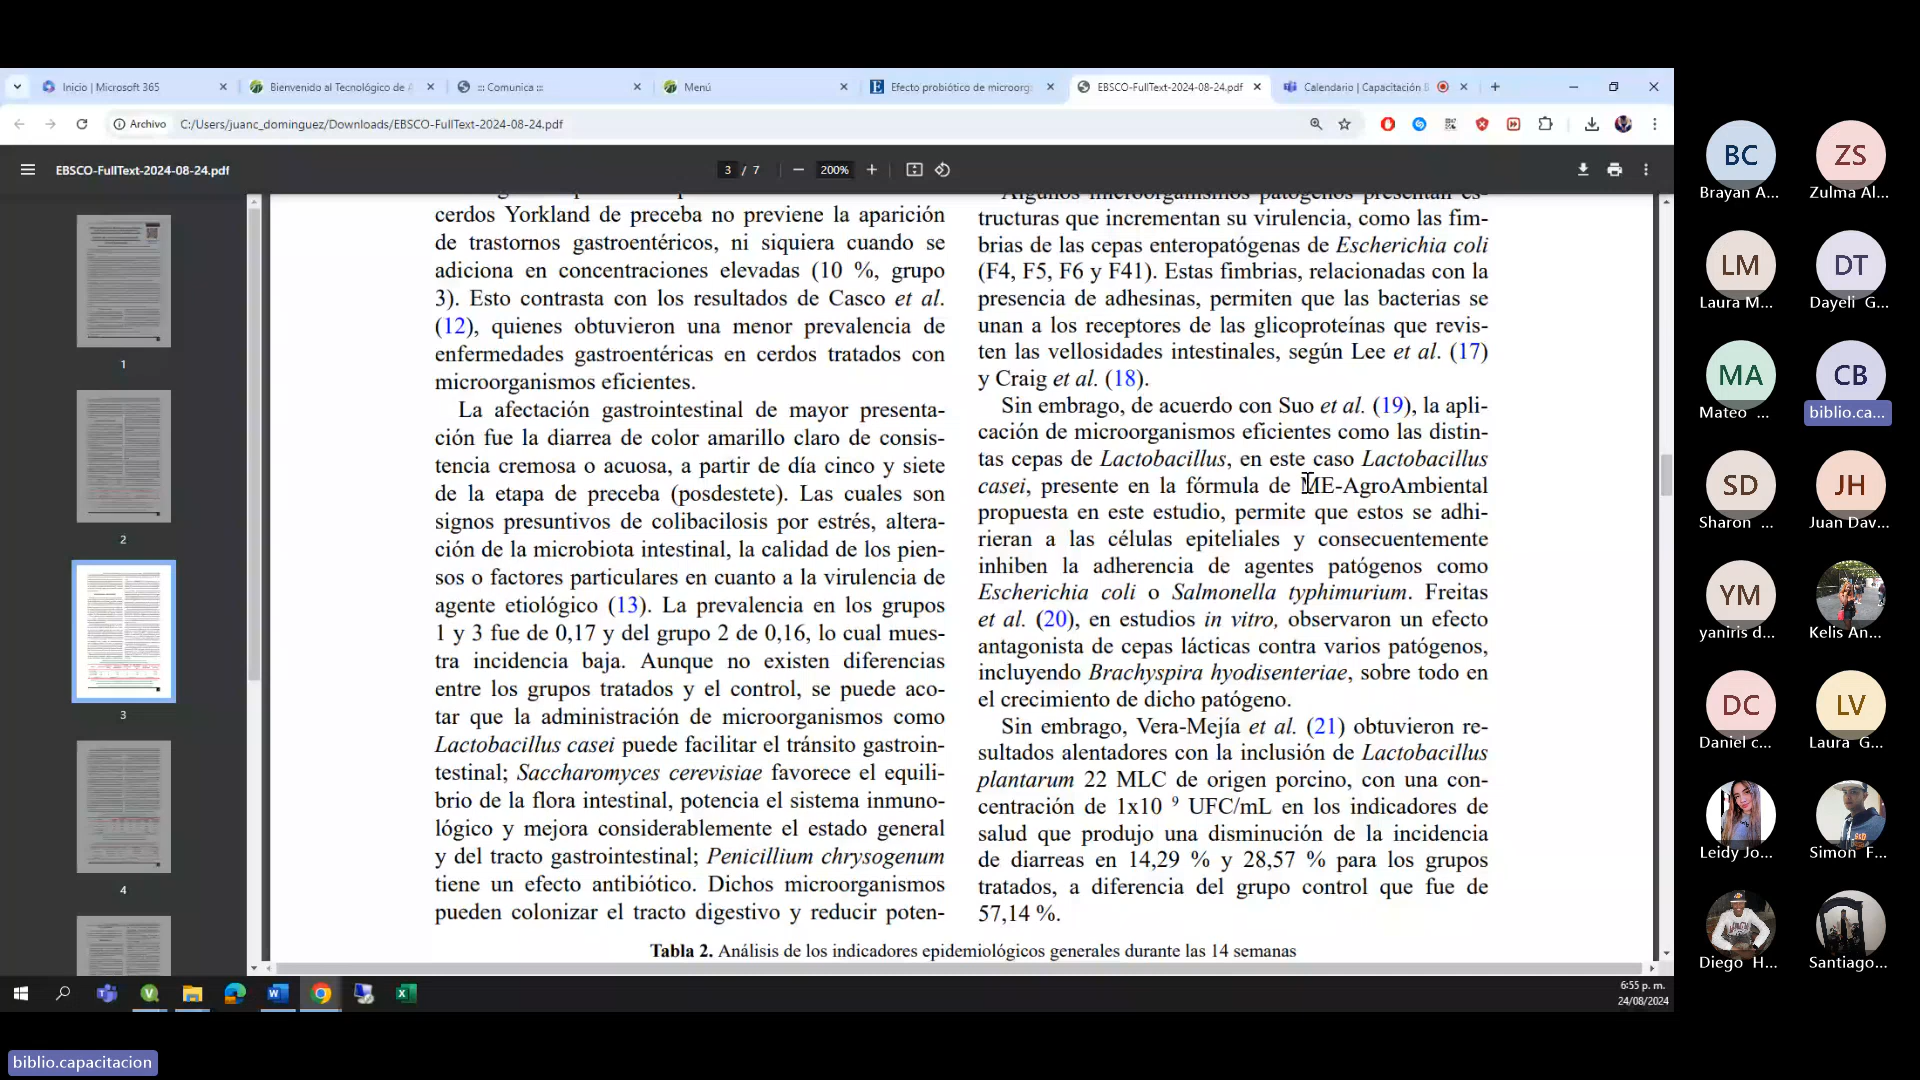 Inicio | Microsoft 365
Bienvenido al Tecnológico de A
::: Comunica :::
Menú
Efecto probiótico de microorg
EBSCO-FullText-2024-08-24.pdf
Calendario | Capacitación
Archivo
C:/Users/juanc_dominguez/Downloads/EBSCO-FullText-2024-08-24.pdf
EBSCO-FullText-2024-08-24.pdf
3 / 7
200%
1
2
3
4
cerdos Yorkland de preceba no previene la aparición
de trastornos gastroentéricos, ni siquiera cuando se
adiciona en concentraciones elevadas (10 %, grupo
3). Esto contrasta con los resultados de Casco et al.
(12), quienes obtuvieron una menor prevalencia de
enfermedades gastroentéricas en cerdos tratados con
microorganismos eficientes.
La afectación gastrointestinal de mayor presenta-
ción fue la diarrea de color amarillo claro de consis-
tencia cremosa o acuosa, a partir de día cinco y siete
de la etapa de preceba (posdestete). Las cuales son
signos presuntivos de colibacilosis por estrés, altera-
ción de la microbiota intestinal, la calidad de los pien-
sos o factores particulares en cuanto a la virulencia de
agente etiológico (13). La prevalencia en los grupos
1 y 3 fue de 0,17 y del grupo 2 de 0,16, lo cual mues-
tra incidencia baja. Aunque no existen diferencias
entre los grupos tratados y el control, se puede aco-
tar que la administración de microorganismos como
Lactobacillus casei puede facilitar el tránsito gastroin-
testinal; Saccharomyces cerevisiae favorece el equili-
brio de la flora intestinal, potencia el sistema inmuno-
lógico y mejora considerablemente el estado general
y del tracto gastrointestinal; Penicillium chrysogenum
tiene un efecto antibiótico. Dichos microorganismos
pueden colonizar el tracto digestivo y reducir poten-
Algunos microorganismos patógenos presentan es-
tructuras que incrementan su virulencia, como las fim-
brias de las cepas enteropatógenas de Escherichia coli
(F4, F5, F6 y F41). Estas fimbrias, relacionadas con la
presencia de adhesinas, permiten que las bacterias se
unan a los receptores de las glicoproteínas que revis-
ten las vellosidades intestinales, según Lee et al. (17)
y Craig et al. (18).
Sin embrago, de acuerdo con Suo et al. (19), la apli-
cación de microorganismos eficientes como las distin-
tas cepas de Lactobacillus, en este caso Lactobacillus
casei, presente en la fórmula de ME-AgroAmbiental
propuesta en este estudio, permite que estos se adhi-
rieran a las células epiteliales y consecuentemente
inhiben la adherencia de agentes patógenos como
Escherichia coli o Salmonella typhimurium. Freitas
et al. (20), en estudios in vitro, observaron un efecto
antagonista de cepas lácticas contra varios patógenos,
incluyendo Brachyspira hyodisenteriae, sobre todo en
el crecimiento de dicho patógeno.
Sin embrago, Vera-Mejía et al. (21) obtuvieron re-
sultados alentadores con la inclusión de Lactobacillus
plantarum 22 MLC de origen porcino, con una con-
centración de 1x10 ⁹ UFC/mL en los indicadores de
salud que produjo una disminución de la incidencia
de diarreas en 14,29 % y 28,57 % para los grupos
tratados, a diferencia del grupo control que fue de
57,14 %.
Tabla 2. Análisis de los indicadores epidemiológicos generales durante las 14 semanas
6:55 p. m.
24/08/2024
BC
Brayan A...
ZS
Zulma Al...
LM
Laura M...
DT
Dayeli G...
MA
Mateo ...
CB
biblio.ca...
SD
Sharon ...
JH
Juan Dav...
YM
yaniris d...
Kelis An...
DC
Daniel c...
LV
Laura G...
Leidy Jo...
Simon F...
Diego H...
Santiago...
biblio.capacitacion